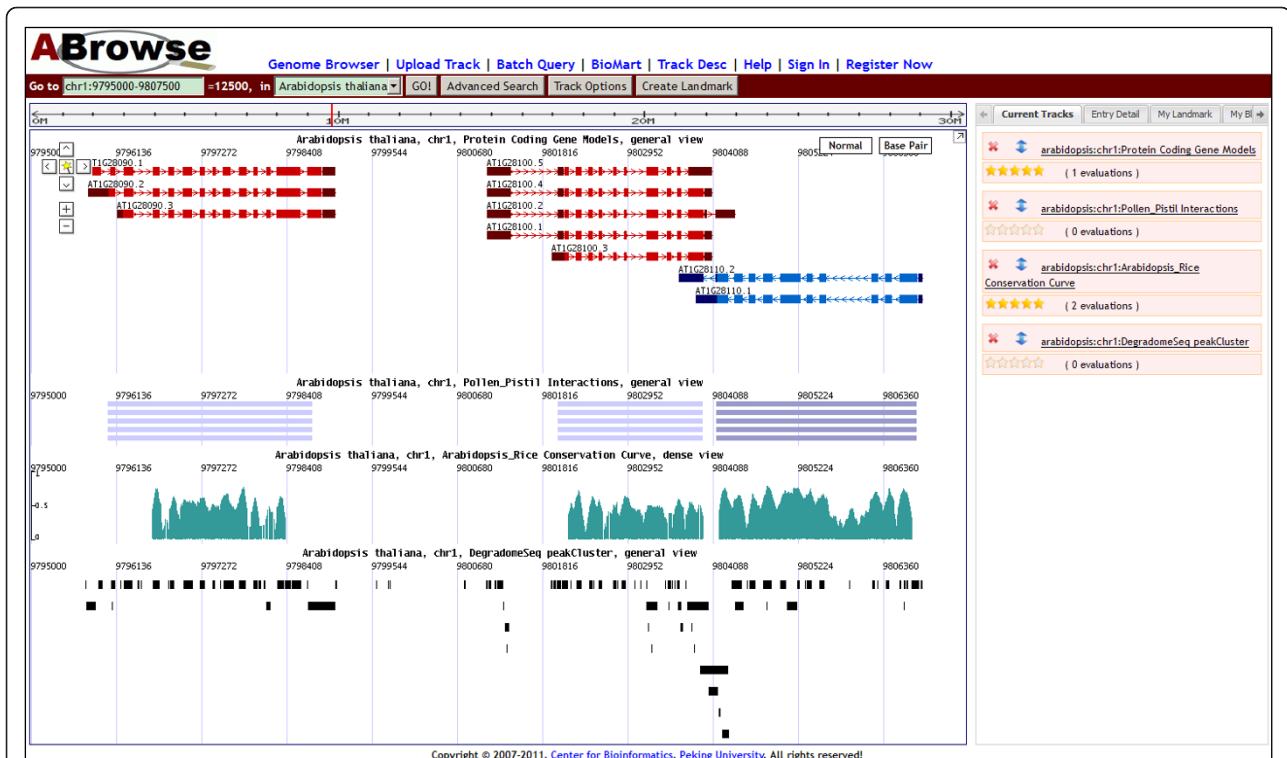 ABrowse
Genome Browser | Upload Track | Batch Query | BioMart | Track Desc | Help | Sign In | Register Now
Go to chr1:9795000-9807500 =12500, in Arabidopsis thaliana GO! Advanced Search Track Options Create Landmark
0M 10M 20M 30M
Arabidopsis thaliana, chr1, Protein Coding Gene Models, general view
Normal Base Pair
9795000 9796136 9797272 9798408 9799544 9800680 9801816 9802952 9804088
T1G28090.1 AT1G28100.5
AT1G28090.2 AT1G28100.4
AT1G28090.3 AT1G28100.2
AT1G28100.1
AT1G28100.3
AT1G28110.2
AT1G28110.1
Arabidopsis thaliana, chr1, Pollen_Pistil Interactions, general view
9795000 9796136 9797272 9798408 9799544 9800680 9801816 9802952 9804088 9805224 9806360
Arabidopsis thaliana, chr1, Arabidopsis_Rice Conservation Curve, dense view
9795000 9796136 9797272 9798408 9799544 9800680 9801816 9802952 9804088 9805224 9806360
1
0.5
0
Arabidopsis thaliana, chr1, DegradomeSeq peakCluster, general view
9795000 9796136 9797272 9798408 9799544 9800680 9801816 9802952 9804088 9805224 9806360
Current Tracks Entry Detail My Landmark My Bl
arabidopsis:chr1:Protein Coding Gene Models
( 1 evaluations )
arabidopsis:chr1:Pollen_Pistil Interactions
( 0 evaluations )
arabidopsis:chr1:Arabidopsis_Rice
Conservation Curve
( 2 evaluations )
arabidopsis:chr1:DegradomeSeq peakCluster
( 0 evaluations )
Copyright © 2007-2011, Center for Bioinformatics, Peking University. All rights reserved!